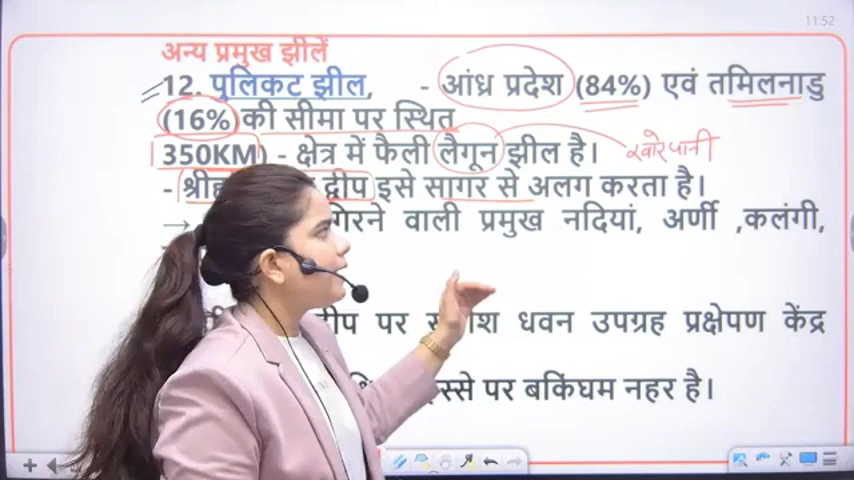 11:52
अन्य प्रमुख झीलें
12. पुलिकट झील, - आंध्र प्रदेश (84%) एवं तमिलनाडु
(16%) की सीमा पर स्थित
350KM) - क्षेत्र में फैली लैगून झील है। खारे पानी
- द्वीप इसे सागर से अलग करता है।
→ गिरने वाली प्रमुख नदियां, अर्णी ,कलंगी,
पर धवन उपग्रह प्रक्षेपण केंद्र
पर बकिंघम नहर है।